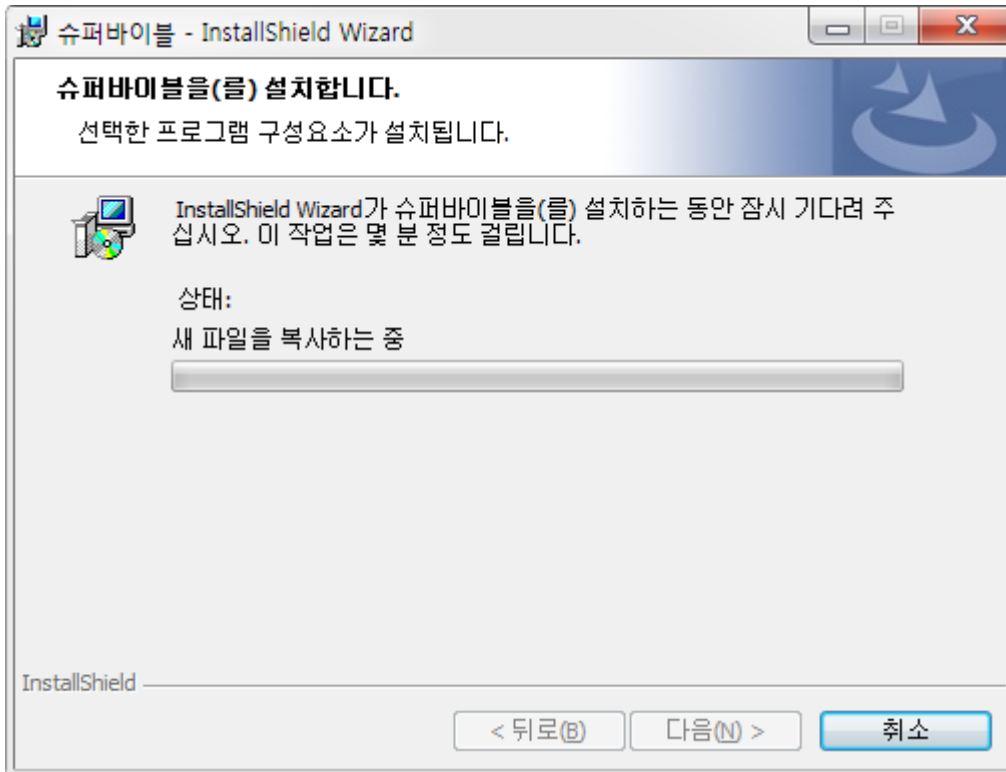 슈퍼바이블 - InstallShield Wizard
슈퍼바이블을(를) 설치합니다.
선택한 프로그램 구성요소가 설치됩니다.
InstallShield Wizard가 슈퍼바이블을(를) 설치하는 동안 잠시 기다려 주
십시오. 이 작업은 몇 분 정도 걸립니다.
상태:
새 파일을 복사하는 중
InstallShield
< 뒤로(B) 다음(N) > 취소